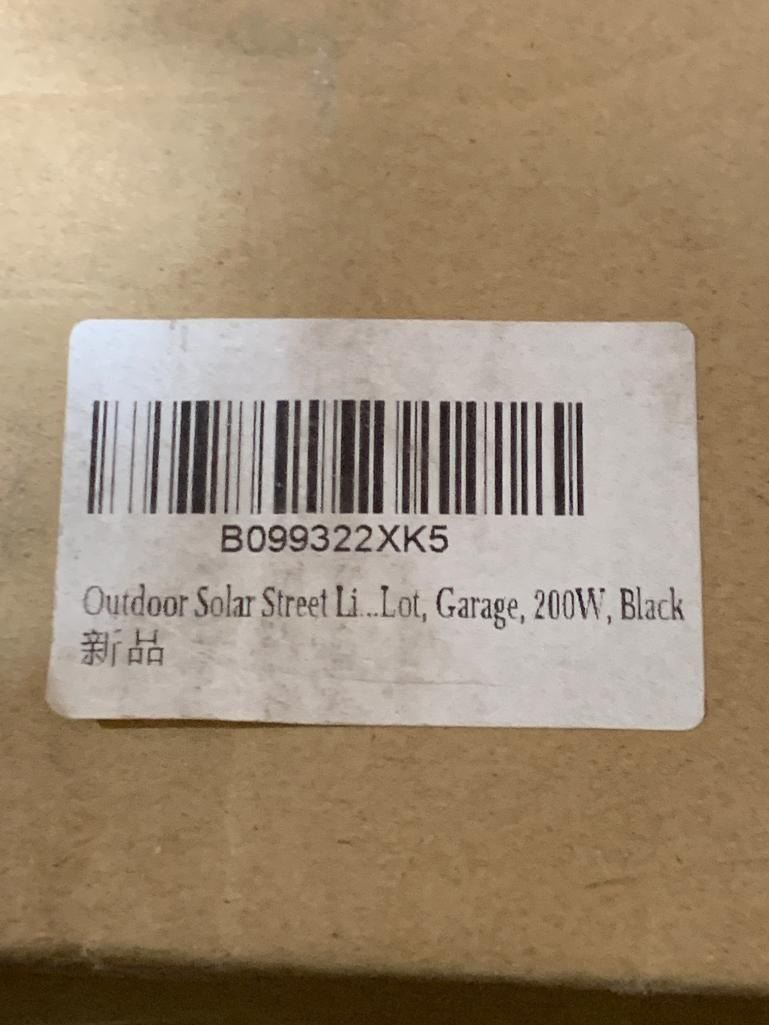 B099322XK5
Outdoor Solar Street Li...Lot, Garage, 200W, Black
新品